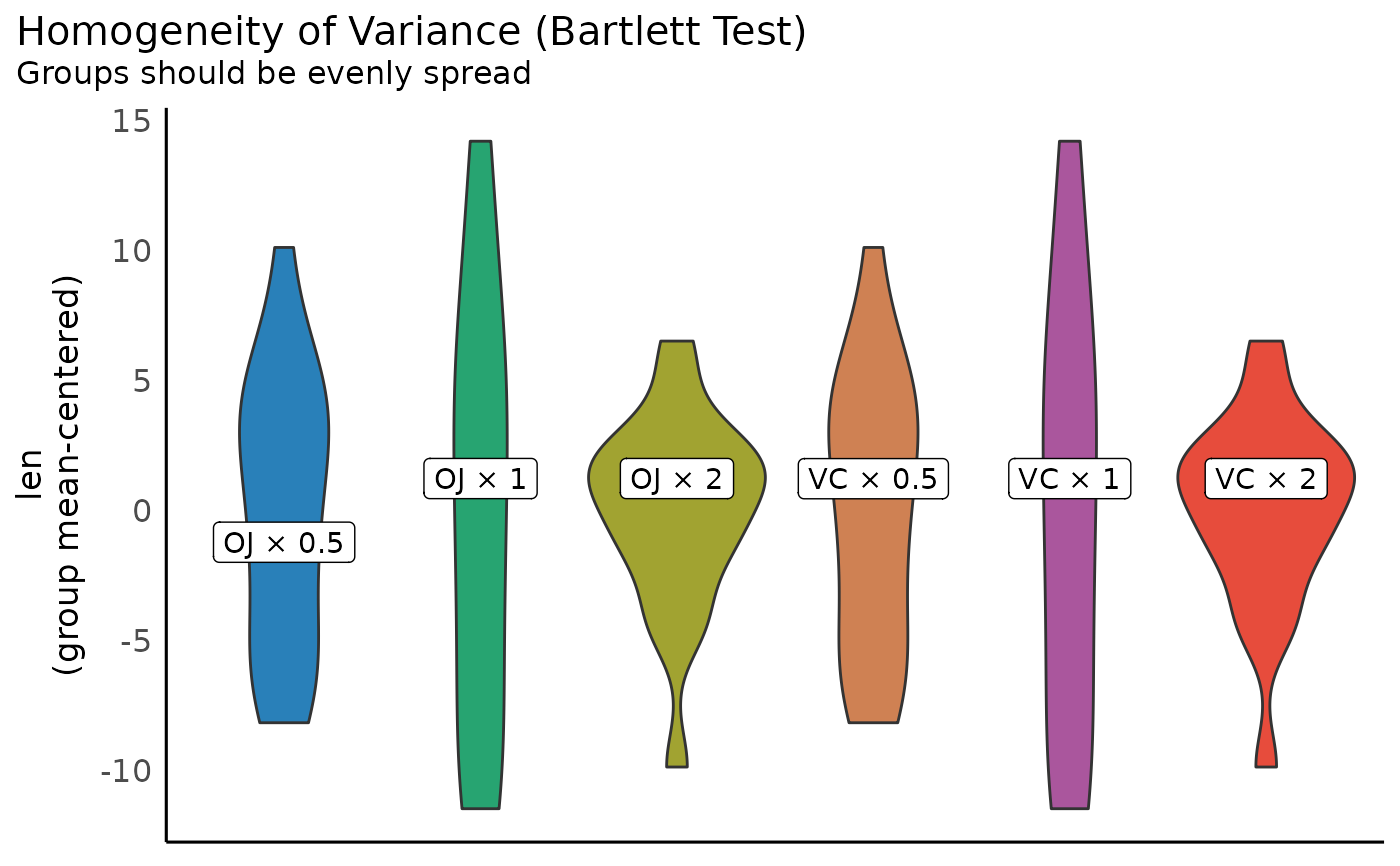 Homogeneity of Variance (Bartlett Test)
Groups should be evenly spread
len
(group mean-centered)
15
10
5
0
-5
-10
OJ × 0.5
OJ × 1
OJ × 2
VC × 0.5
VC × 1
VC × 2